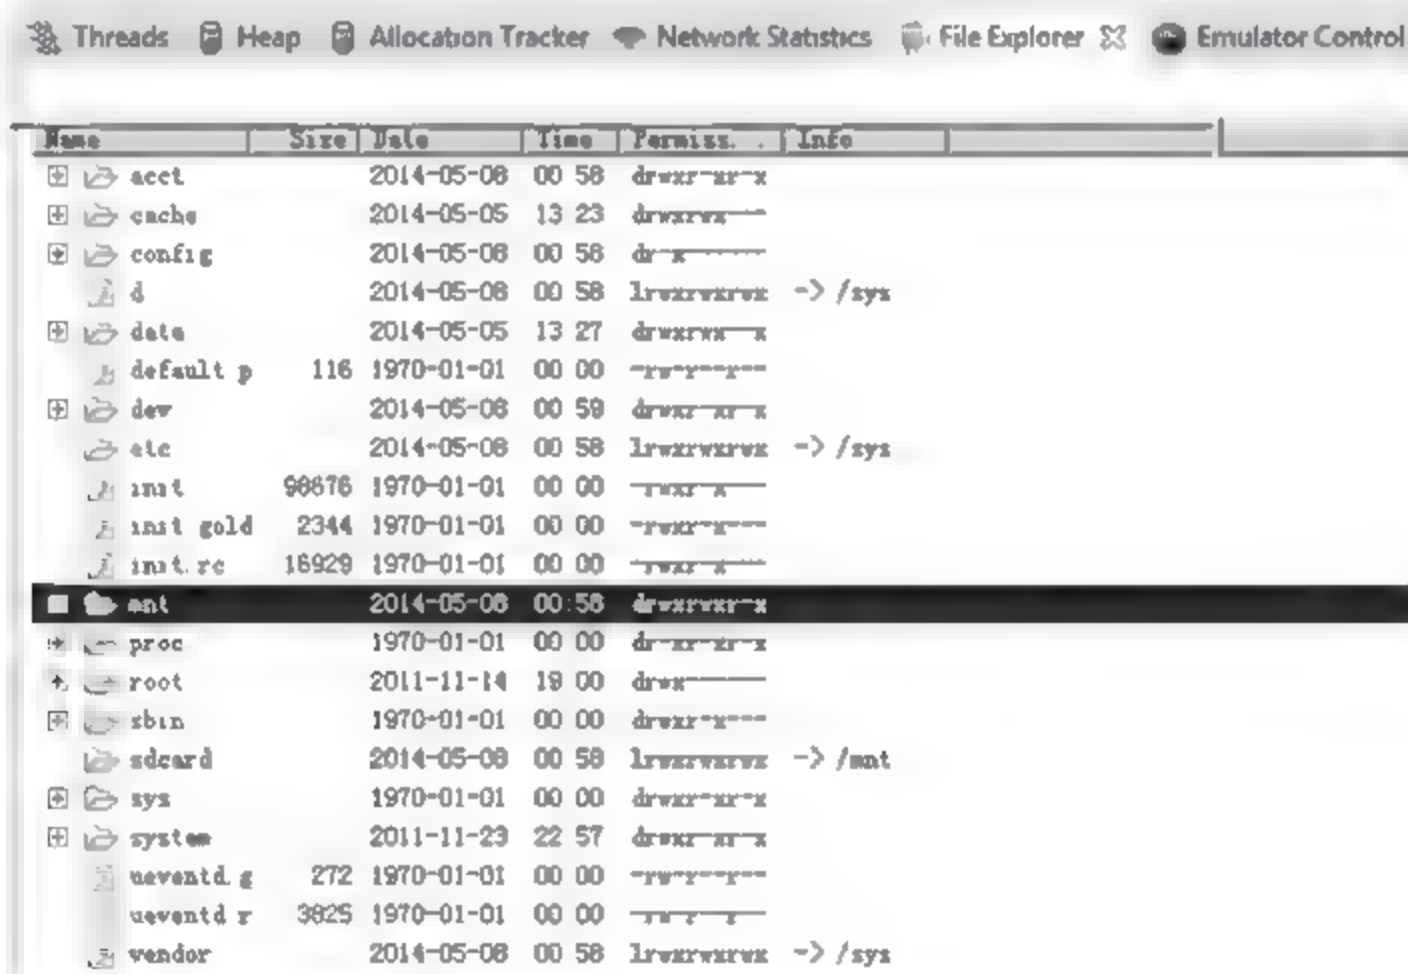 Threads Heap Allocation Tracker Network Statistics File Explorer Emulator Control
Name Size Date Time Permiss. . Info
acct 2014-05-08 00 58 drwxr-xr-x
cache 2014-05-05 13 23 drwxrwx---
config 2014-05-08 00 58 dr-x------
d 2014-05-08 00 58 lrwxrwxrwx -> /sys
data 2014-05-05 13 27 drwxrwx--x
default p 116 1970-01-01 00 00 -rw-r--r--
dev 2014-05-08 00 59 drwxr-xr-x
etc 2014-05-08 00 58 lrwxrwxrwx -> /sys
init 98676 1970-01-01 00 00 -rwxr-x---
init gold 2344 1970-01-01 00 00 -rwxr-x---
init.rc 16929 1970-01-01 00 00 -rwxr-x---
mnt 2014-05-08 00:58 drwxrwxr-x
proc 1970-01-01 00 00 dr-xr-xr-x
root 2011-11-14 19 00 drwx------
sbin 1970-01-01 00 00 drwxr-x---
sdcard 2014-05-08 00 58 lrwxrwxrwx -> /mnt
sys 1970-01-01 00 00 drwxr-xr-x
system 2011-11-23 22 57 drwxr-xr-x
ueventd.g 272 1970-01-01 00 00 -rw-r--r--
ueventd r 3825 1970-01-01 00 00 -rw-r--r--
vendor 2014-05-08 00 58 lrwxrwxrwx -> /sys